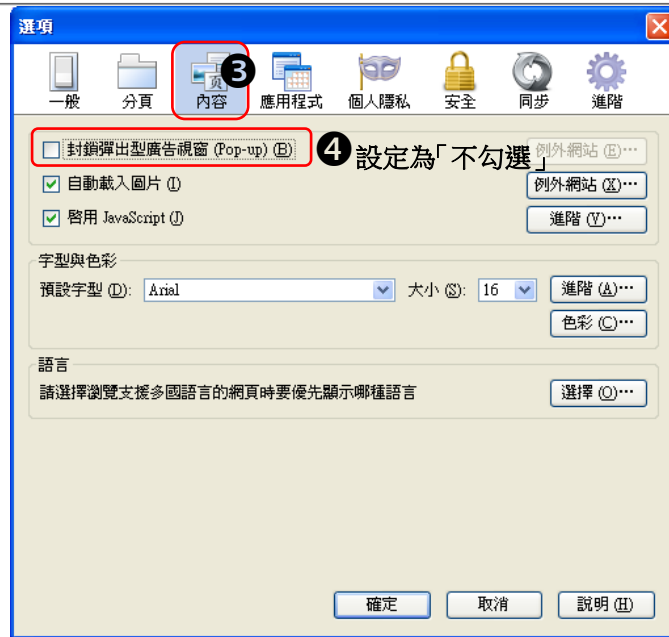 選項
❸
一般 分頁 內容 應用程式 個人隱私 安全 同步 進階
封鎖彈出型廣告視窗 (Pop-up) (B) ❹設定為「不勾選」 例外網站 (E)…
自動載入圖片 (I) 例外網站 (X)…
啓用 JavaScript (J) 進階 (V)…
字型與色彩
預設字型 (D): Arial 大小 (S): 16 進階 (A)…
色彩 (C)…
語言
請選擇瀏覽支援多國語言的網頁時要優先顯示哪種語言 選擇 (O)…
確定 取消 說明 (H)